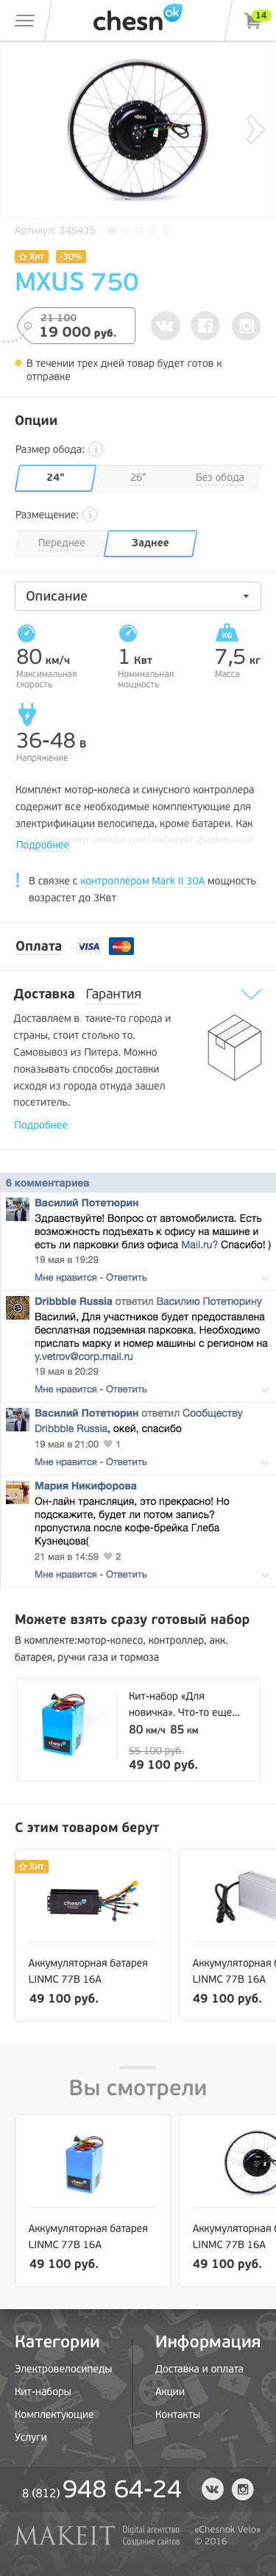 chesn ok
14
Артикул: 345435
Хит -30%
MXUS 750
21 100
19 000 руб.
В течении трех дней товар будет готов к
отправке
Опции
Размер обода: i
24" 26" Без обода
Размещение: i
Переднее Заднее
Описание
KG
80 км/ч 1 Квт 7,5 кг
Максимальная скорость Номинальная мощность Масса
36-48 в
Напряжение
Комплект мотор-колеса и синусного контроллера
содержит все необходимые комплектующие для
электрификации велосипеда, кроме батареи. Как
Подробнее
! В связке с контроллером Mark II 30А мощность
возрастет до 3Квт
Оплата VISA MasterCard
Доставка Гарантия
Доставляем в такие-то города и
страны, стоит столько то.
Самовывоз из Питера. Можно
показывать способы доставки
исходя из города откуда зашел
посетитель.
Подробнее
6 комментариев
Василий Потетюрин
Здравствуйте! Вопрос от автомобилиста. Есть
возможность подъехать к офису на машине и
есть ли парковки близ офиса Mail.ru? Спасибо! )
19 мая в 19:29
Мне нравится - Ответить
Dribbble Russia ответил Василию Потетюрину
Василий, Для участников будет предоставлена
бесплатная подземная парковка. Необходимо
прислать марку и номер машины с регионом на
y.vetrov@corp.mail.ru
19 мая в 20:29
Мне нравится - Ответить
Василий Потетюрин ответил Сообществу
Dribbble Russia, окей, спасибо
19 мая в 21:00 1
Мне нравится - Ответить
Мария Никифорова
Он-лайн трансляция, это прекрасно! Но
подскажите, будет ли потом запись?
пропустила после кофе-брейка Глеба
Кузнецова(
21 мая в 14:59 2
Мне нравится - Ответить
Можете взять сразу готовый набор
В комплекте:мотор-колесо, контроллер, акк.
батарея, ручки газа и тормоза
Кит-набор «Для
новичка». Что-то еще...
80 км/ч 85 км
55 100 руб.
49 100 руб.
С этим товаром берут
Хит
Аккумуляторная батарея
LINMC 77В 16А
49 100 руб.
Аккумуляторная б
LINMC 77В 16А
49 100 руб.
Вы смотрели
Аккумуляторная батарея
LINMC 77В 16А
49 100 руб.
Аккумуляторная б
LINMC 77В 16А
49 100 руб.
Категории Информация
Электровелосипеды Доставка и оплата
Кит-наборы Акции
Комплектующие Контакты
Услуги
8 (812) 948 64-24
MAKEIT Digital агентство
Создание сайтов
«Chesnok Velo»
© 2016